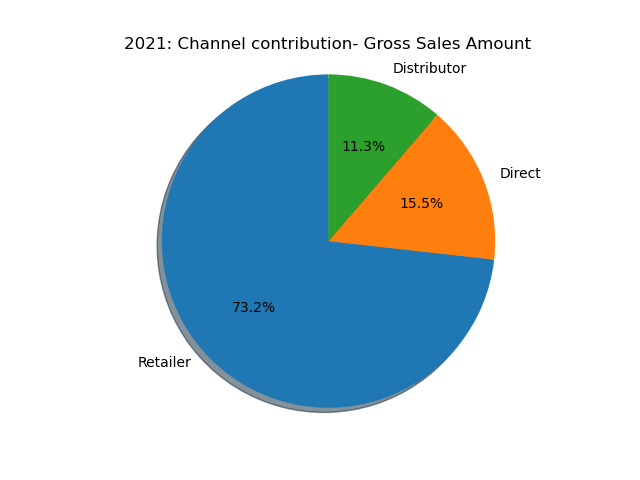 2021: Channel contribution- Gross Sales Amount
Distributor
11.3%
Direct
15.5%
73.2%
Retailer